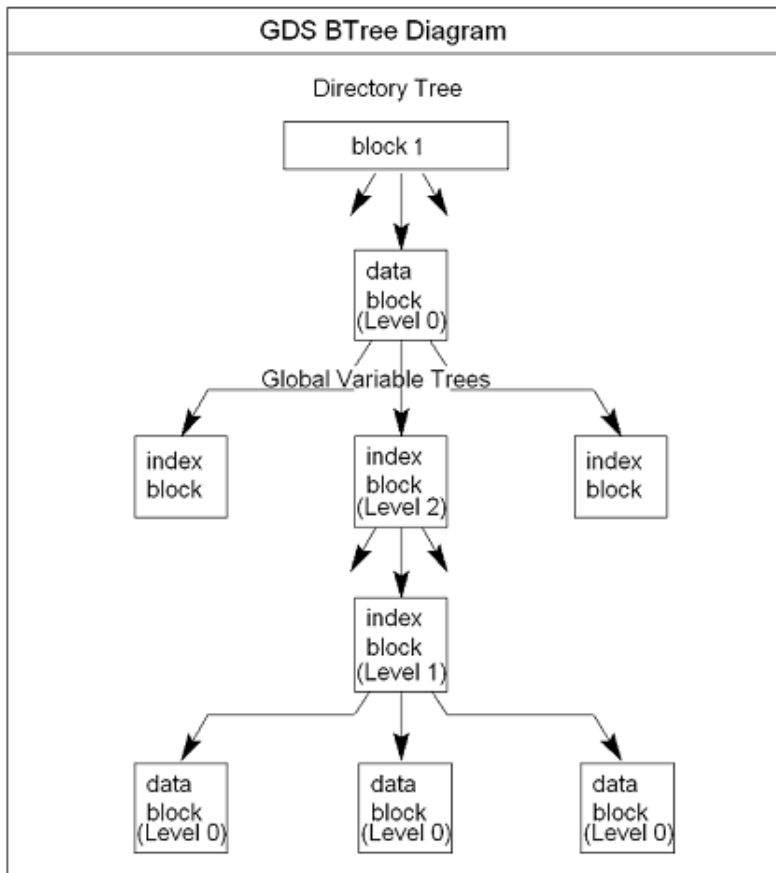 GDS BTree Diagram
Directory Tree
block 1
data
block
(Level 0)
Global Variable Trees
index
block
index
block
(Level 2)
index
block
index
block
(Level 1)
data
block
(Level 0)
data
block
(Level 0)
data
block
(Level 0)